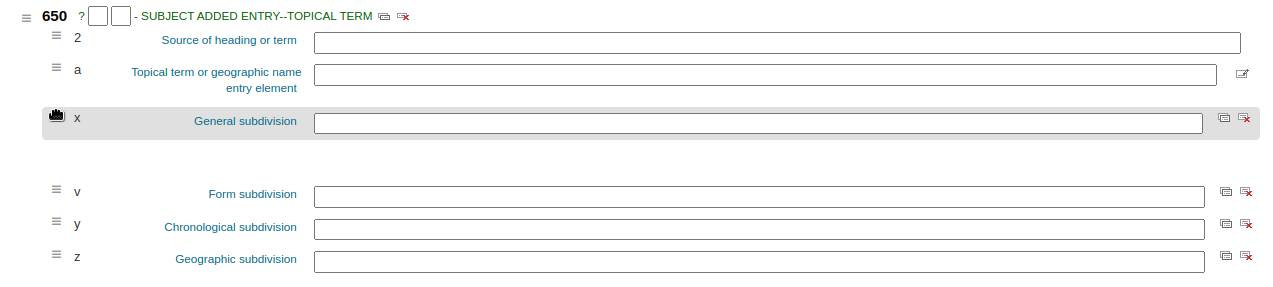 650 ? - SUBJECT ADDED ENTRY--TOPICAL TERM
2 Source of heading or term
a Topical term or geographic name
entry element
x General subdivision
v Form subdivision
y Chronological subdivision
z Geographic subdivision